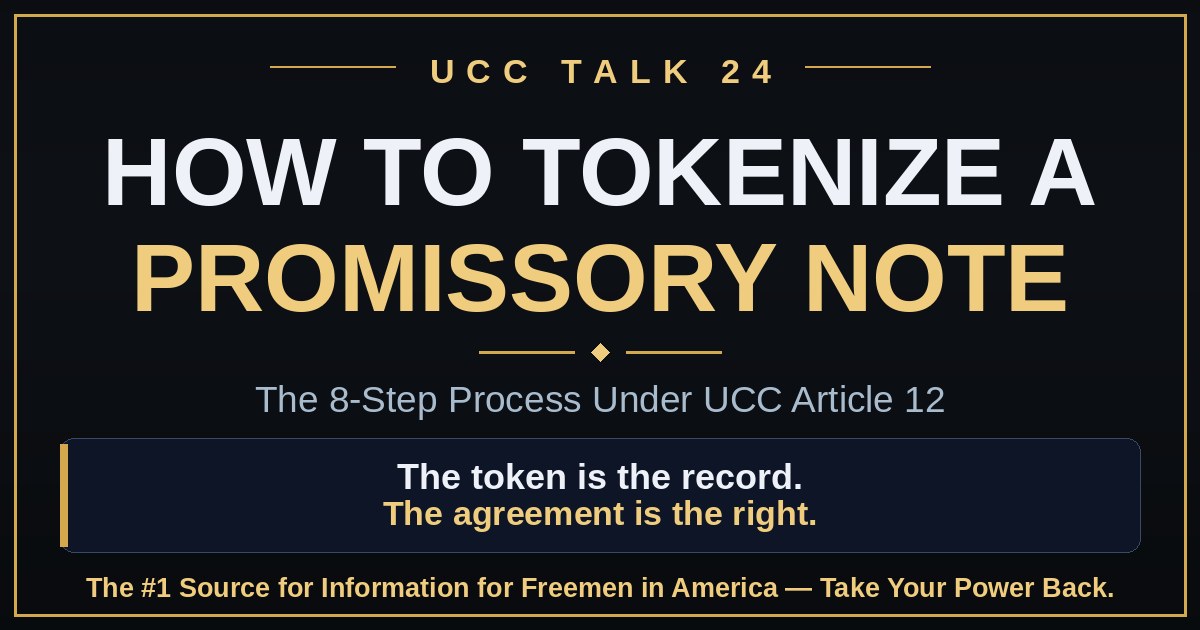 UCC TALK 24
HOW TO TOKENIZE A
PROMISSORY NOTE
The 8-Step Process Under UCC Article 12
The token is the record.
The agreement is the right.
The #1 Source for Information for Freemen in America — Take Your Power Back.